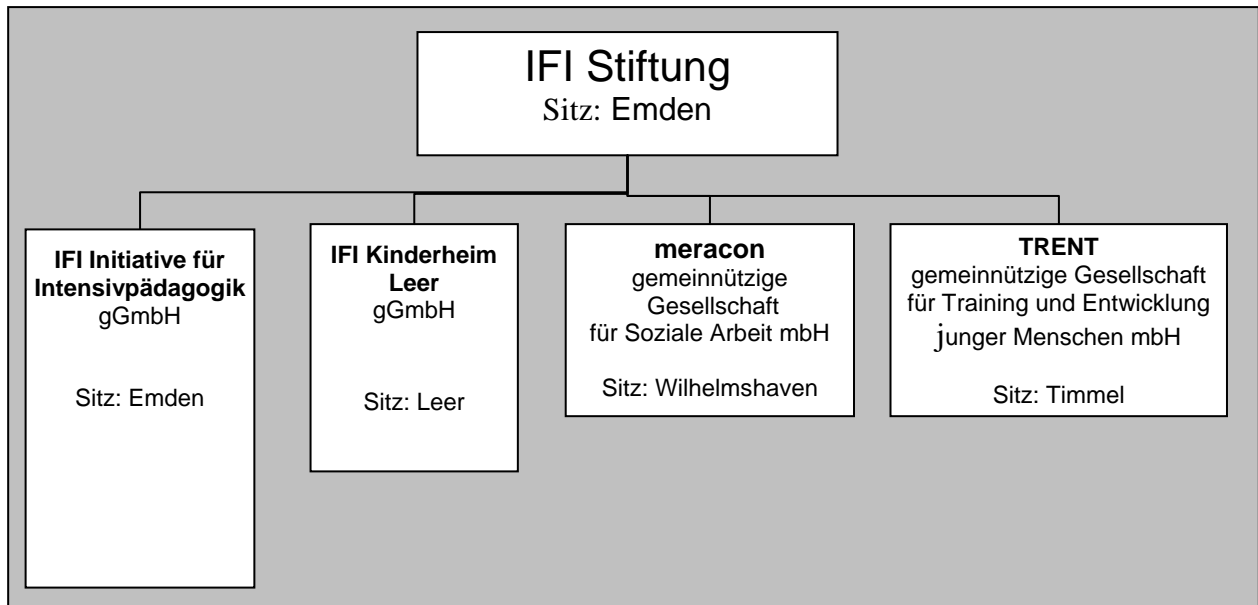 IFI Stiftung
Sitz: Emden
IFI Initiative für
Intensivpädagogik
gGmbH
Sitz: Emden
IFI Kinderheim
Leer
gGmbH
Sitz: Leer
meracon
gemeinnützige
Gesellschaft
für Soziale Arbeit mbH
Sitz: Wilhelmshaven
TRENT
gemeinnützige Gesellschaft
für Training und Entwicklung
junger Menschen mbH
Sitz: Timmel